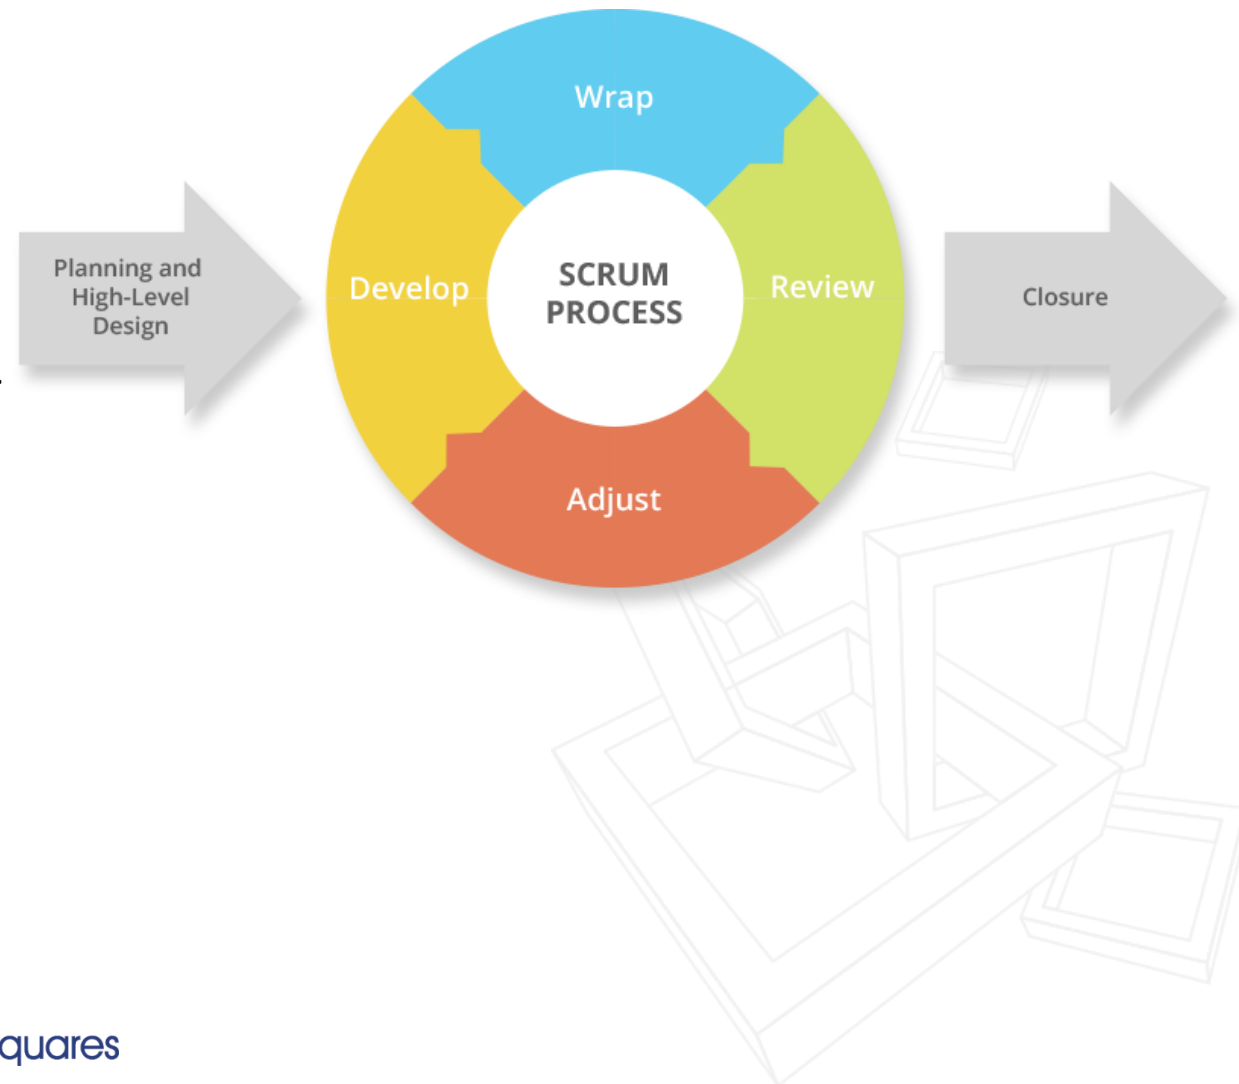 Wrap
Planning and
High-Level
Design
Develop
SCRUM
PROCESS
Review
Closure
Adjust
quares